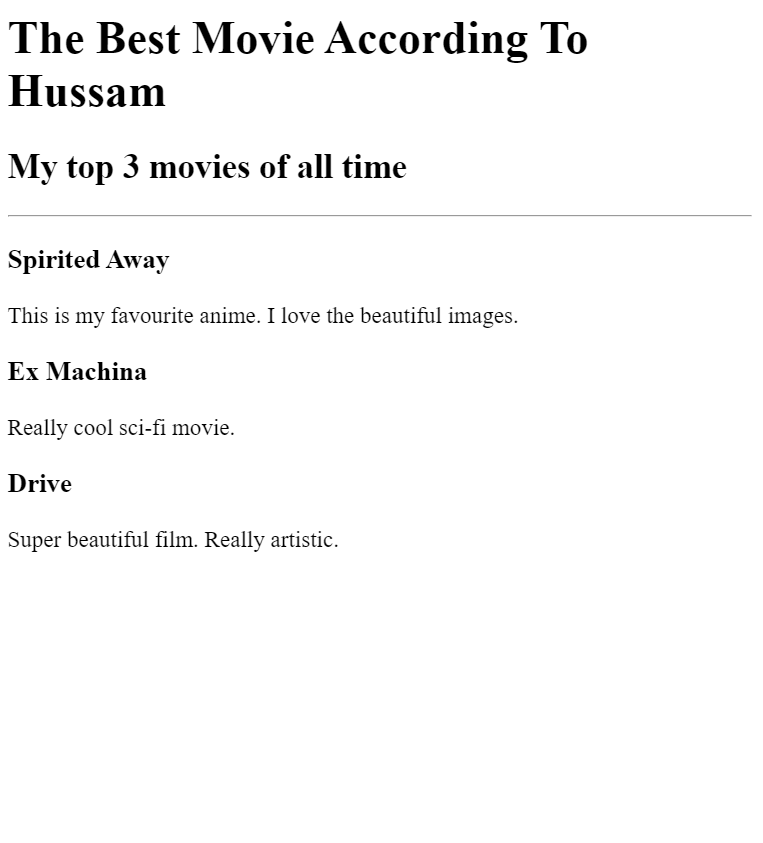 The Best Movie According To
Hussam
My top 3 movies of all time
Spirited Away
This is my favourite anime. I love the beautiful images.
Ex Machina
Really cool sci-fi movie.
Drive
Super beautiful film. Really artistic.